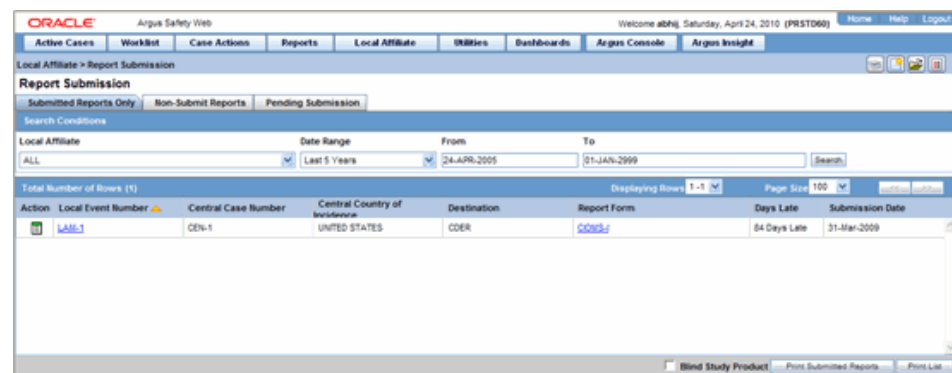 ORACLE Argus Safety Web Welcome abhij, Saturday, April 24, 2010 (PRSTD60) Home Help Logout
Active Cases Worklist Case Actions Reports Local Affiliate Utilities Dashboards Argus Console Argus Insight
Local Affiliate > Report Submission
Report Submission
Submitted Reports Only Non-Submit Reports Pending Submission
Search Conditions
Local Affiliate Date Range From To
ALL Last 5 Years 24-APR-2005 01-JAN-2999 Search
Total Number of Rows (1) Displaying Rows 1 -1 Page Size 100
Action Local Event Number Central Case Number Central Country of Incidence Destination Report Form Days Late Submission Date
LAM-1 CEN-1 UNITED STATES CDER 84 Days Late 31-Mar-2009
Blind Study Product Print Submitted Reports Print List